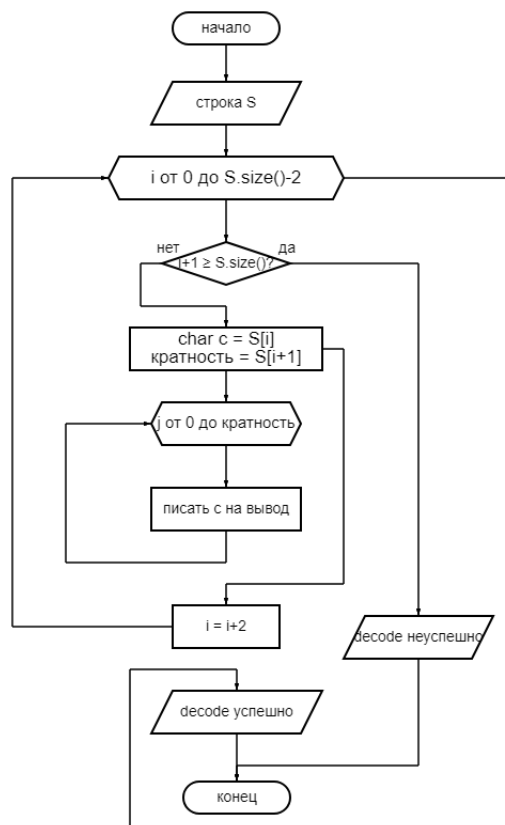 начало
строка S
i от 0 до S.size()-2
нет
да
i+1 ≥ S.size()?
char c = S[i]
кратность = S[i+1]
j от 0 до кратность
писать с на вывод
i = i+2
decode неуспешно
decode успешно
конец